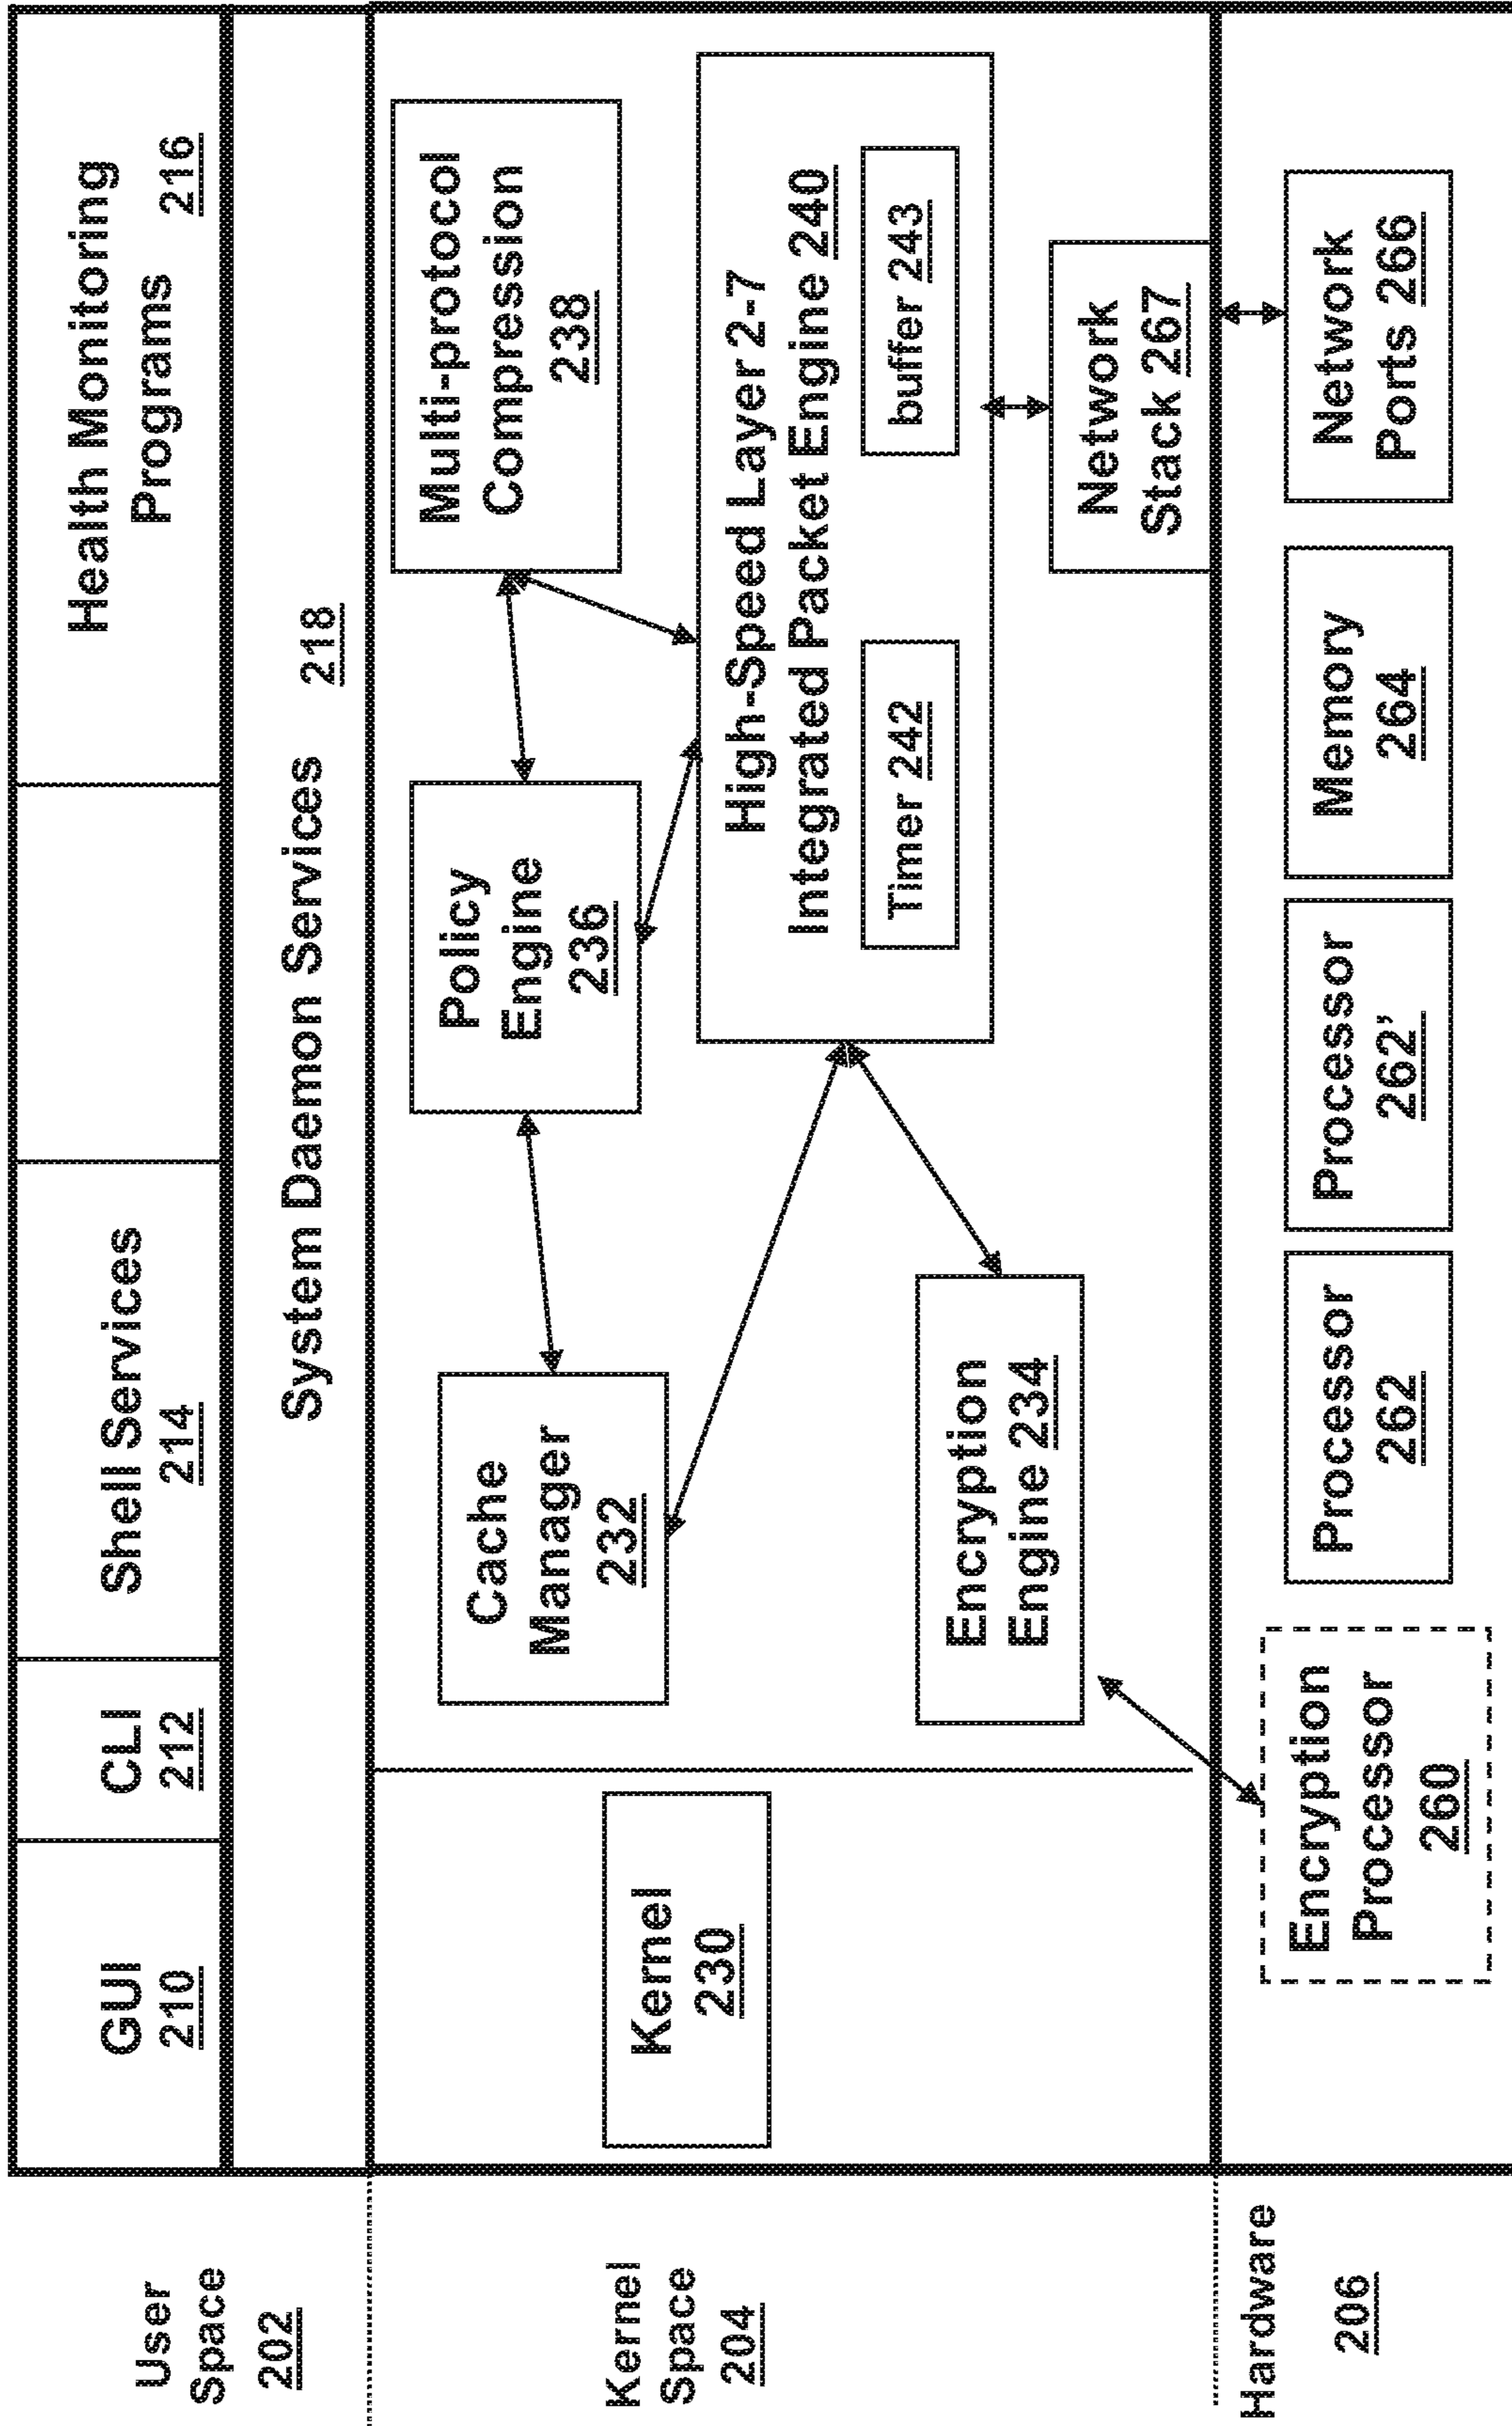 User
Space
202
GUI
210
CLI
212
Shell Services
214
Health Monitoring
Programs 216
System Daemon Services 218
Kernel
Space
204
Kernel
230
Cache
Manager
232
Policy
Engine
236
Multi-protocol
Compression
238
High-Speed Layer 2-7
Integrated Packet Engine 240
Timer 242
buffer 243
Encryption
Engine 234
Network
Stack 267
Hardware
206
Encryption
Processor
260
Processor
262
Processor
262'
Memory
264
Network
Ports 266